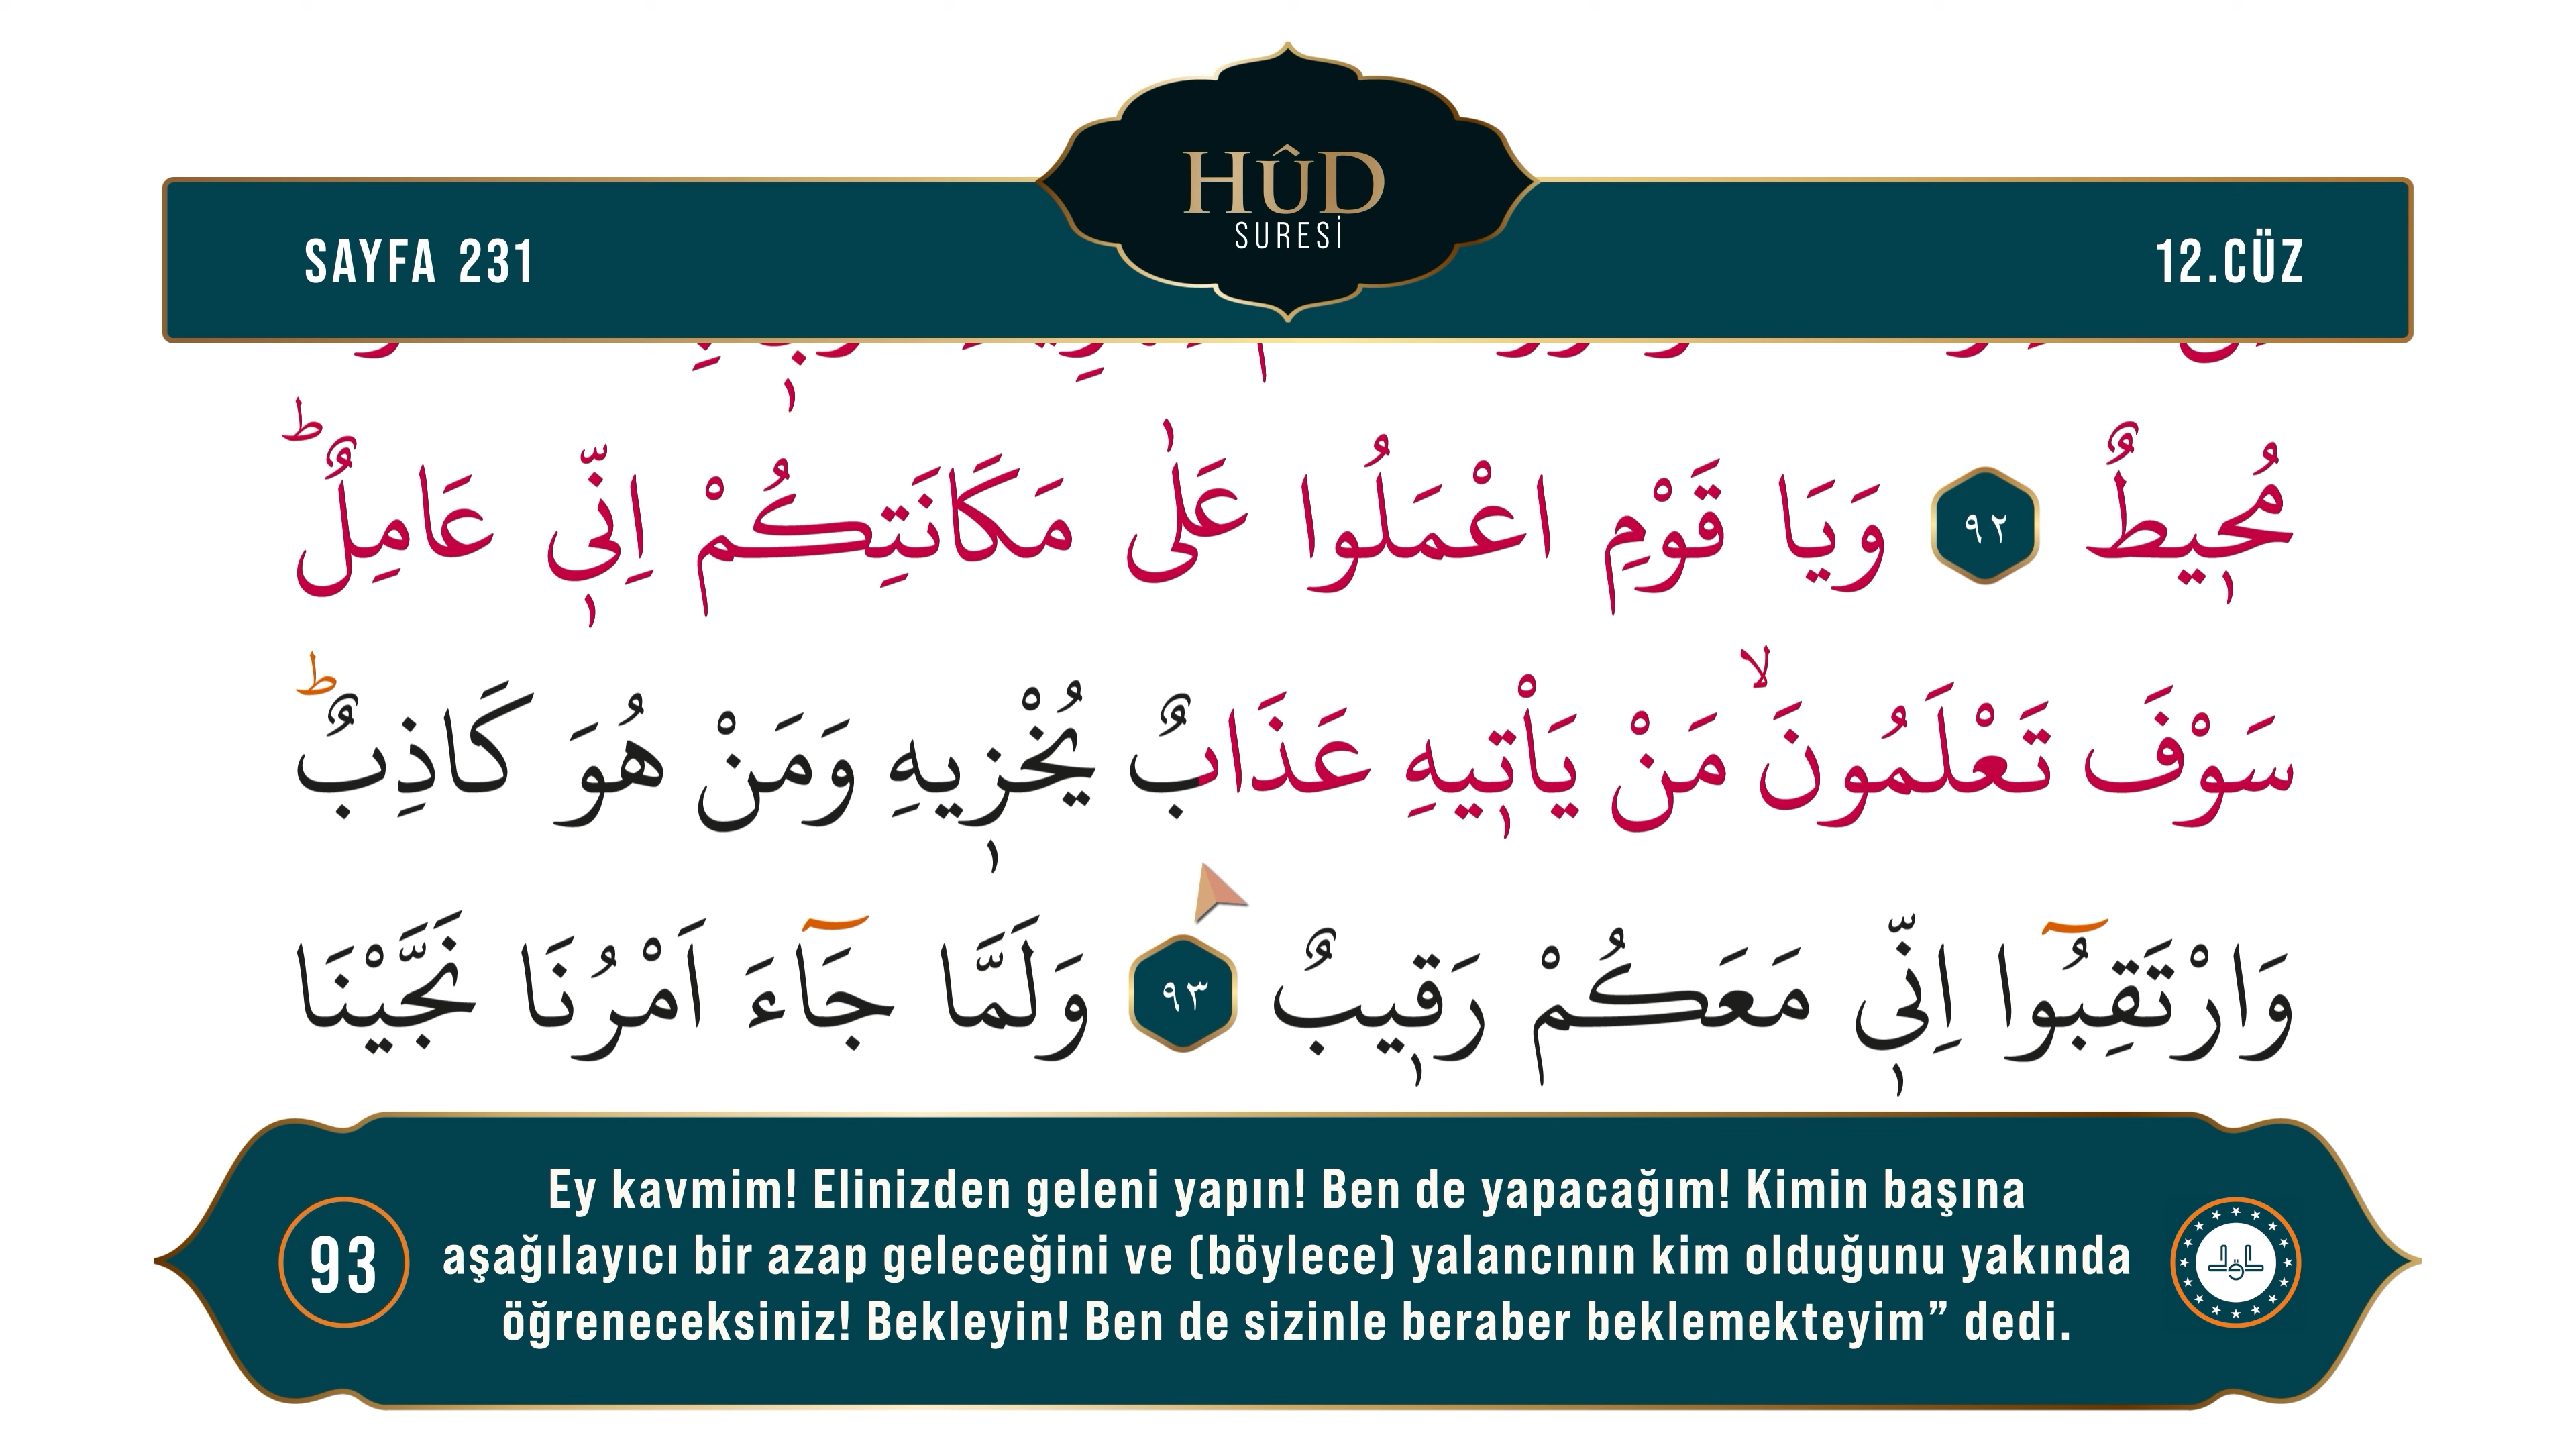 HÛD
SURESİ
SAYFA 231
12.CÜZ
مُح۪يطٌ ﴿٩٢﴾ وَيَا قَوْمِ اعْمَلُوا عَلٰى مَكَانَتِكُمْ اِنّ۪ي عَامِلٌۜ
سَوْفَ تَعْلَمُونَۙ مَنْ يَأْت۪يهِ عَذَابٌ يُخْز۪يهِ وَمَنْ هُوَ كَاذِبٌۜ
وَارْتَقِبُٓوا اِنّ۪ي مَعَكُمْ رَق۪يبٌ ﴿٩٣﴾ وَلَمَّا جَٓاءَ اَمْرُنَا نَجَّيْنَا
93
Ey kavmim! Elinizden geleni yapın! Ben de yapacağım! Kimin başına
aşağılayıcı bir azap geleceğini ve (böylece) yalancının kim olduğunu yakında
öğreneceksiniz! Bekleyin! Ben de sizinle beraber beklemekteyim” dedi.